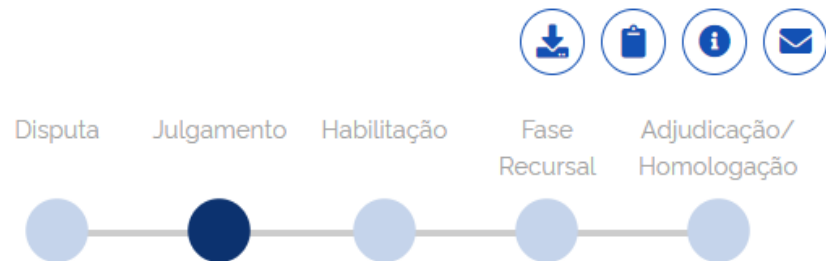 Disputa
Julgamento
Habilitação
Fase
Recursal
Adjudicação/
Homologação